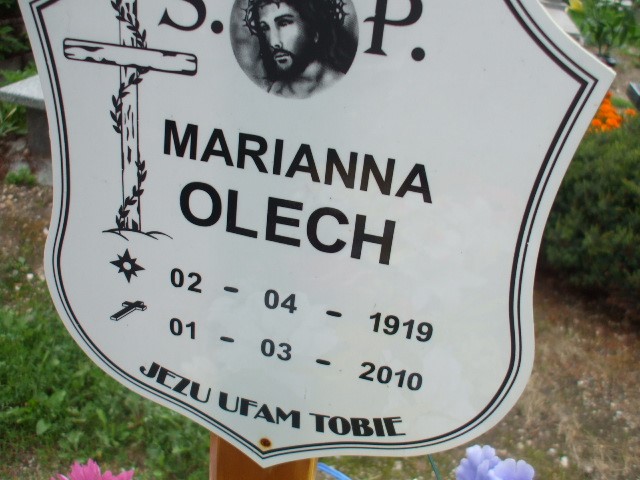 S. P.
MARIANNA
OLECH
02 - 04 - 1919
01 - 03 - 2010
JEZU UFAM TOBIE